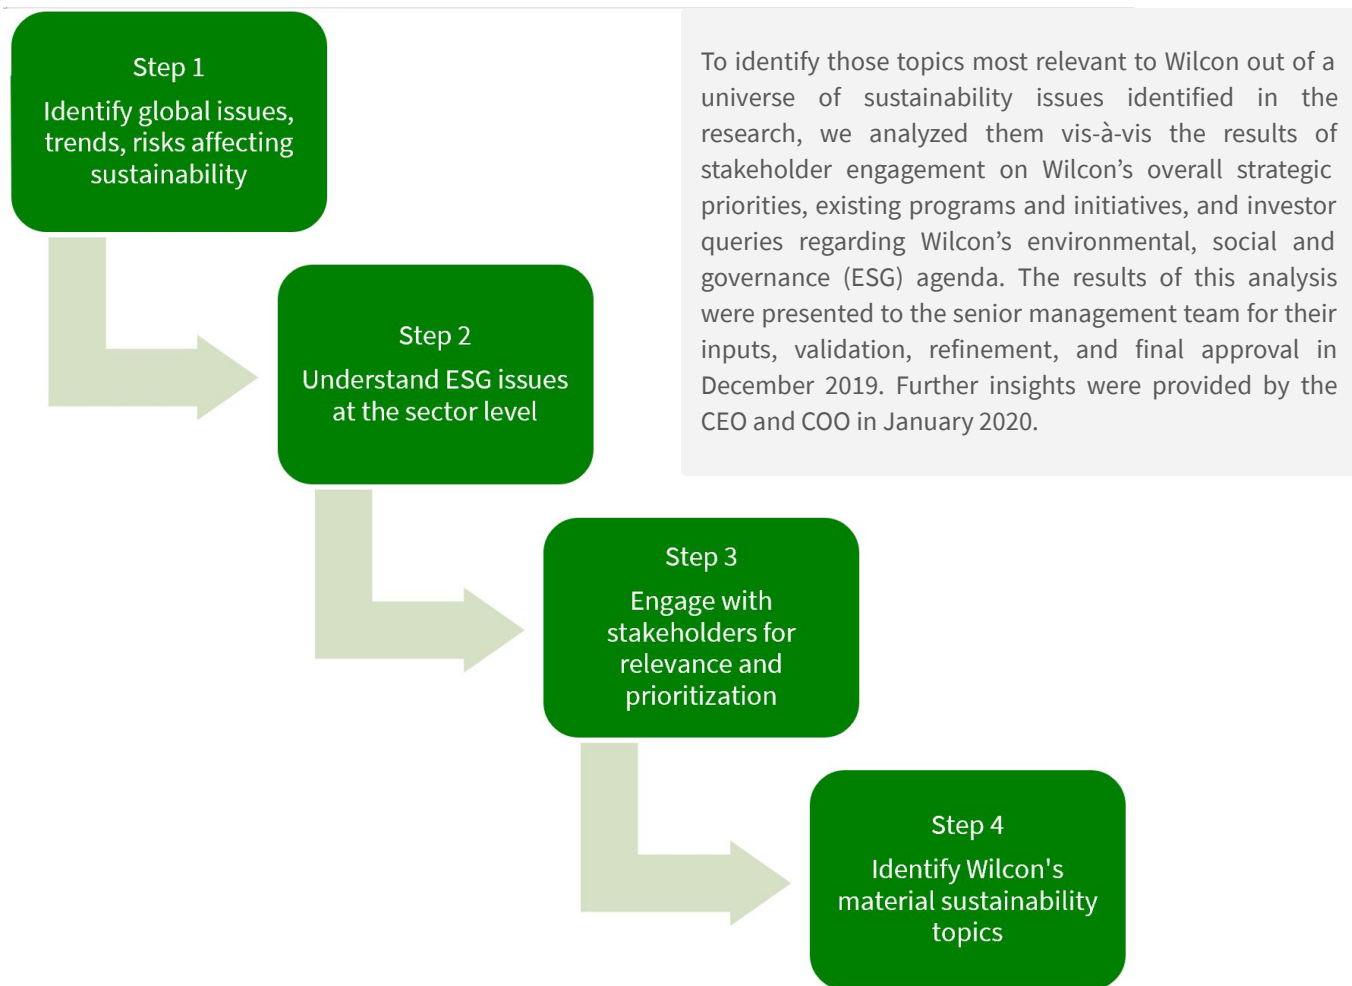 Step 1
Identify global issues,
trends, risks affecting
sustainability
To identify those topics most relevant to Wilcon out of a
universe of sustainability issues identified in the
research, we analyzed them vis-à-vis the results of
stakeholder engagement on Wilcon’s overall strategic
priorities, existing programs and initiatives, and investor
queries regarding Wilcon’s environmental, social and
governance (ESG) agenda. The results of this analysis
were presented to the senior management team for their
inputs, validation, refinement, and final approval in
December 2019. Further insights were provided by the
CEO and COO in January 2020.
Step 2
Understand ESG issues
at the sector level
Step 3
Engage with
stakeholders for
relevance and
prioritization
Step 4
Identify Wilcon's
material sustainability
topics